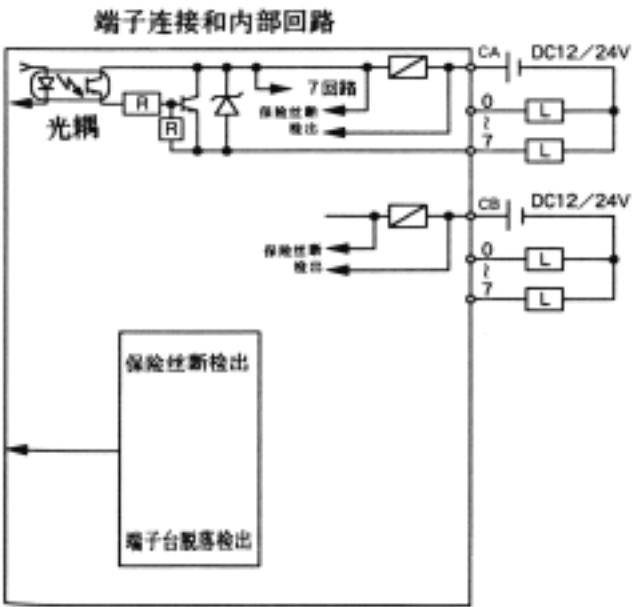 端子连接和内部回路
CA
DC12/24V
7回路
R
保险丝断
检出
0
L
光耦
R
~
7
L
CB
DC12/24V
保险丝断
检出
0
L
~
7
L
保险丝断检出
端子台脱落检出